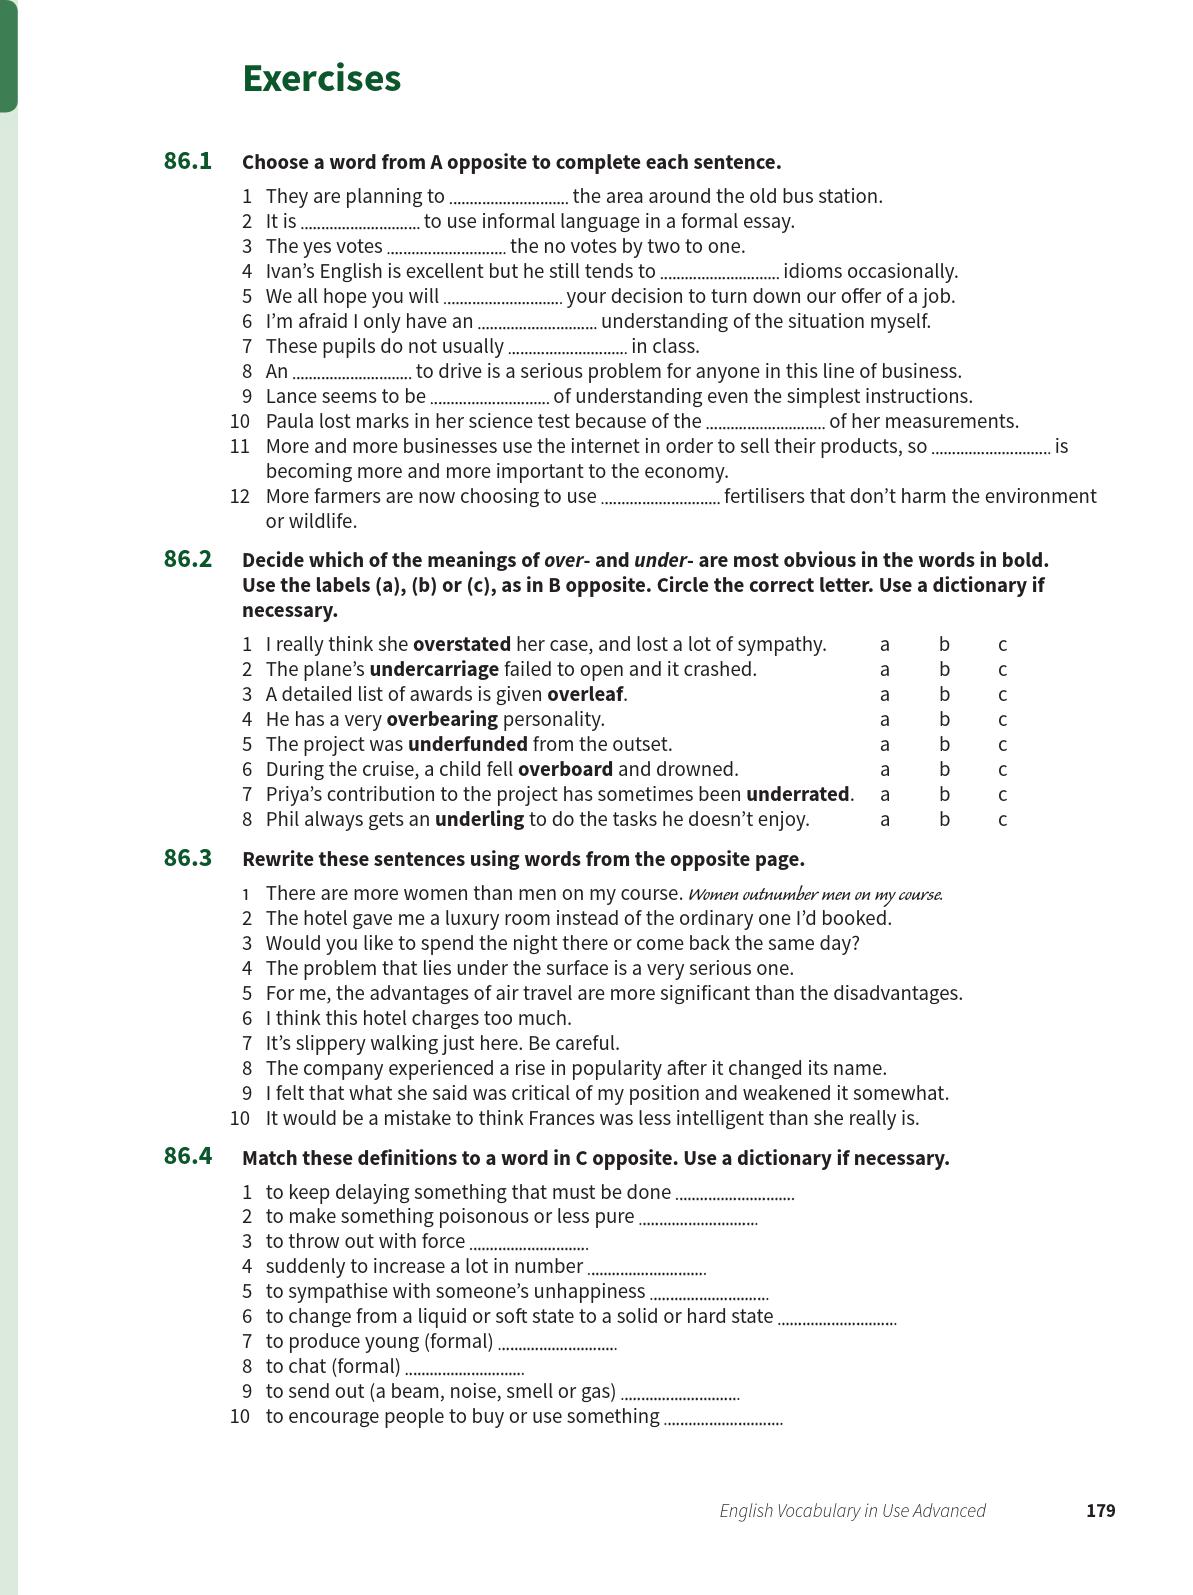 Exercises
86.1 Choose a word from A opposite to complete each sentence.
1 They are planning to ............................. the area around the old bus station.
2 It is ............................. to use informal language in a formal essay.
3 The yes votes ............................. the no votes by two to one.
4 Ivan’s English is excellent but he still tends to ............................. idioms occasionally.
5 We all hope you will ............................. your decision to turn down our offer of a job.
6 I’m afraid I only have an ............................. understanding of the situation myself.
7 These pupils do not usually ............................. in class.
8 An ............................. to drive is a serious problem for anyone in this line of business.
9 Lance seems to be ............................. of understanding even the simplest instructions.
10 Paula lost marks in her science test because of the ............................. of her measurements.
11 More and more businesses use the internet in order to sell their products, so ............................. is
becoming more and more important to the economy.
12 More farmers are now choosing to use ............................. fertilisers that don’t harm the environment
or wildlife.
86.2 Decide which of the meanings of over- and under- are most obvious in the words in bold.
Use the labels (a), (b) or (c), as in B opposite. Circle the correct letter. Use a dictionary if
necessary.
1 I really think she overstated her case, and lost a lot of sympathy. a b c
2 The plane’s undercarriage failed to open and it crashed. a b c
3 A detailed list of awards is given overleaf. a b c
4 He has a very overbearing personality. a b c
5 The project was underfunded from the outset. a b c
6 During the cruise, a child fell overboard and drowned. a b c
7 Priya’s contribution to the project has sometimes been underrated. a b c
8 Phil always gets an underling to do the tasks he doesn’t enjoy. a b c
86.3 Rewrite these sentences using words from the opposite page.
1 There are more women than men on my course. Women outnumber men on my course.
2 The hotel gave me a luxury room instead of the ordinary one I’d booked.
3 Would you like to spend the night there or come back the same day?
4 The problem that lies under the surface is a very serious one.
5 For me, the advantages of air travel are more significant than the disadvantages.
6 I think this hotel charges too much.
7 It’s slippery walking just here. Be careful.
8 The company experienced a rise in popularity after it changed its name.
9 I felt that what she said was critical of my position and weakened it somewhat.
10 It would be a mistake to think Frances was less intelligent than she really is.
86.4 Match these definitions to a word in C opposite. Use a dictionary if necessary.
1 to keep delaying something that must be done .............................
2 to make something poisonous or less pure .............................
3 to throw out with force .............................
4 suddenly to increase a lot in number .............................
5 to sympathise with someone’s unhappiness .............................
6 to change from a liquid or soft state to a solid or hard state .............................
7 to produce young (formal) .............................
8 to chat (formal) .............................
9 to send out (a beam, noise, smell or gas) .............................
10 to encourage people to buy or use something .............................
English Vocabulary in Use Advanced 179